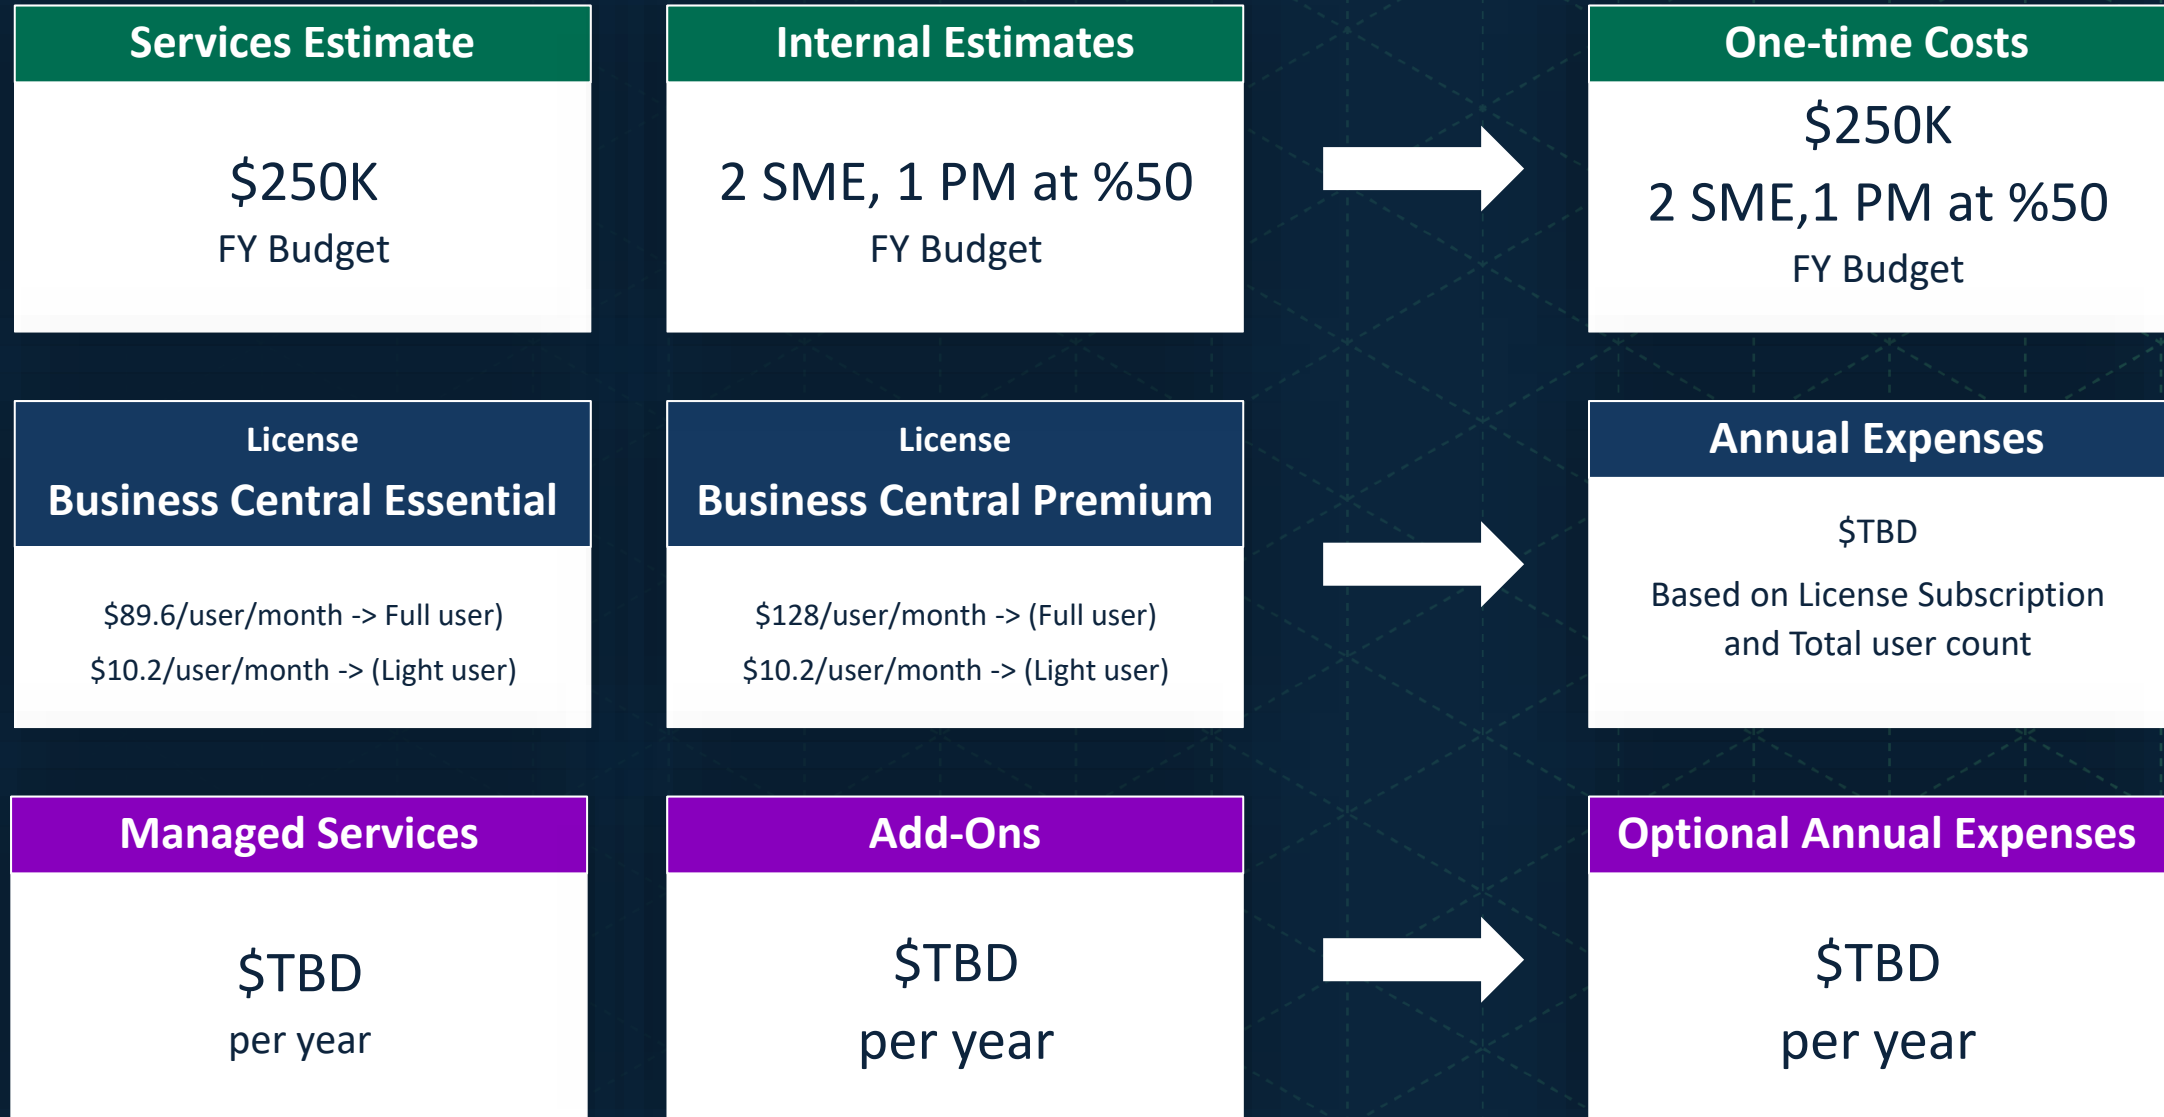 Services Estimate
$250K
FY Budget
Internal Estimates
2 SME, 1 PM at %50
FY Budget
One-time Costs
$250K
2 SME,1 PM at %50
FY Budget
License
Business Central Essential
$89.6/user/month -> Full user)
$10.2/user/month -> (Light user)
License
Business Central Premium
$128/user/month -> (Full user)
$10.2/user/month -> (Light user)
Annual Expenses
$TBD
Based on License Subscription
and Total user count
Managed Services
$TBD
per year
Add-Ons
$TBD
per year
Optional Annual Expenses
$TBD
per year